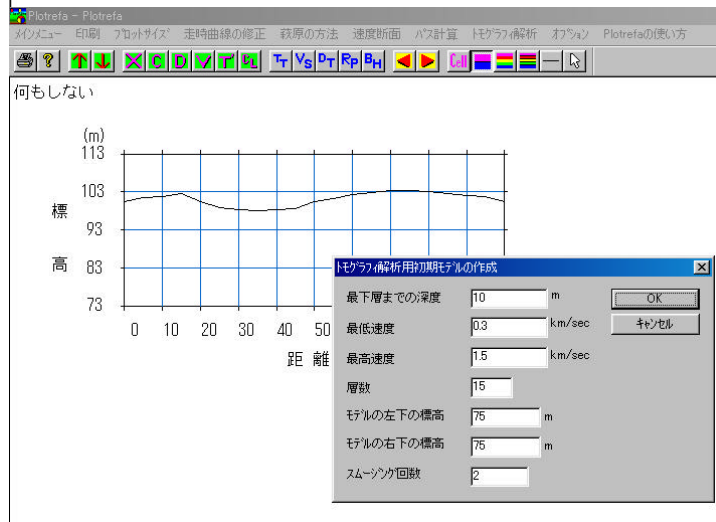 Plotrefa - Plotrefa
メインメニュー E印刷 プロットサイズ 走時曲線の修正 萩原の方法 速度断面 パス計算 トモグラフィ解析 オプション Plotrefaの使い方
? X C D T TT VS DT RP BH Cell
何もしない
(m)
113
103
93
83
73
標高
0 10 20 30 40 50
距 離
トモグラフィ解析用初期モデルの作成
最下層までの深度 10 m OK
最低速度 0.3 km/sec キャンセル
最高速度 1.5 km/sec
層数 15
モデルの左下の標高 75 m
モデルの右下の標高 75 m
スムージング回数 2